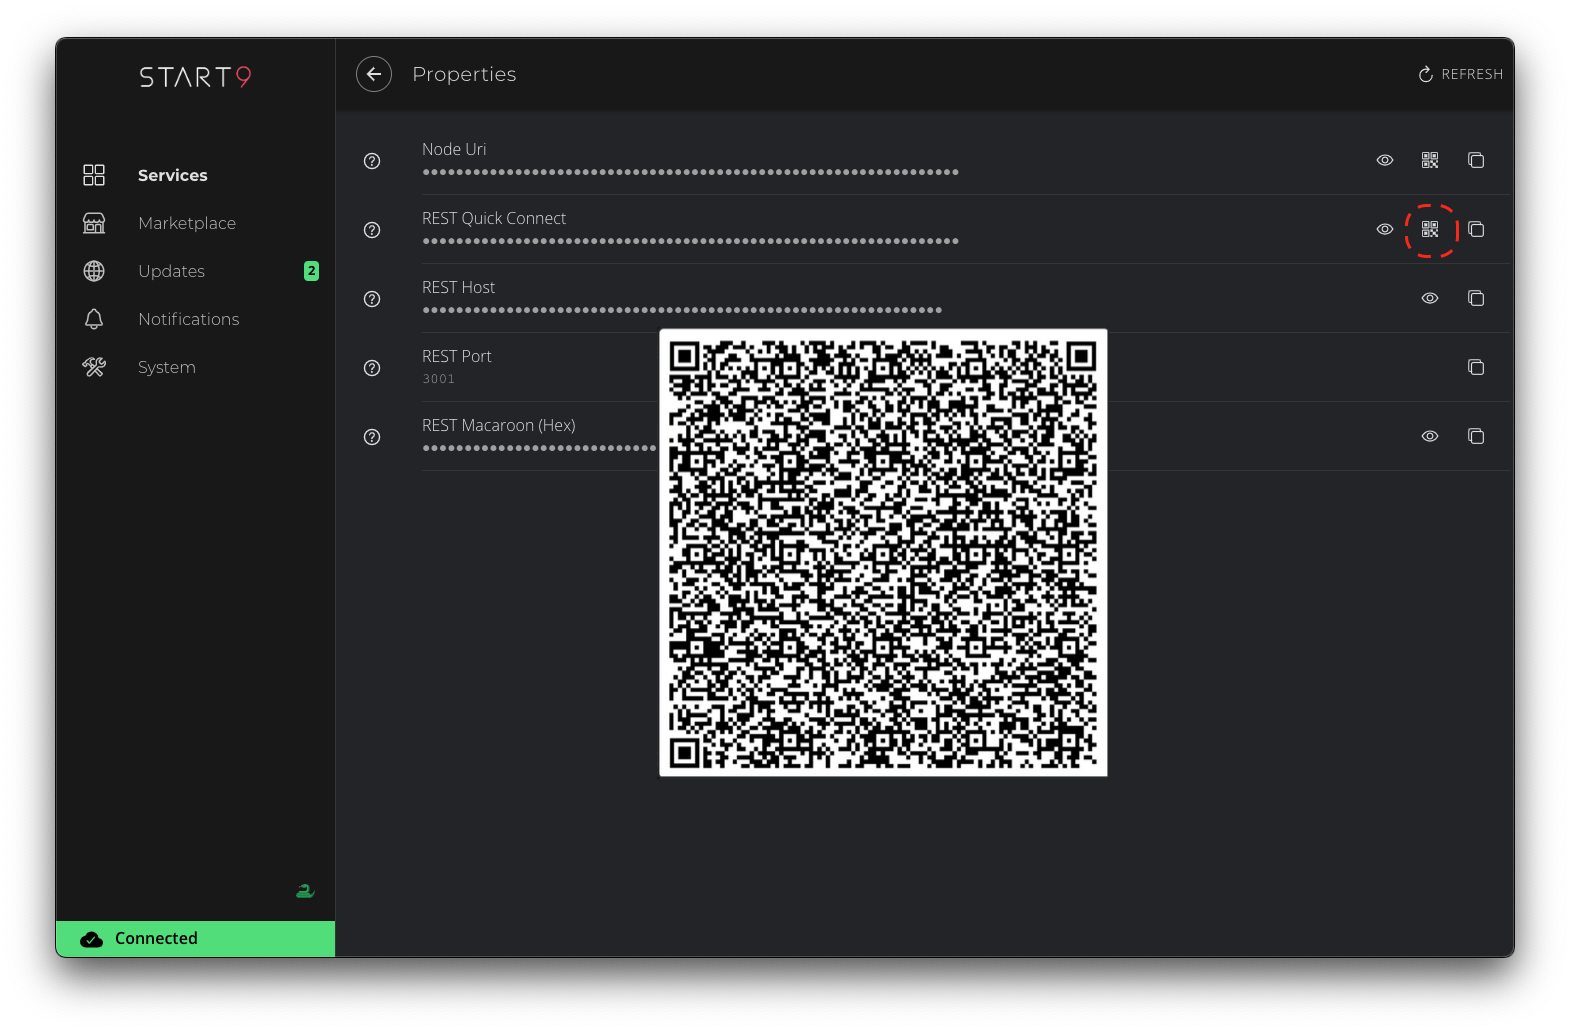 START9
Services
Marketplace
Updates
2
Notifications
System
Connected
Properties
REFRESH
Node Uri
REST Quick Connect
REST Host
REST Port
3001
REST Macaroon (Hex)